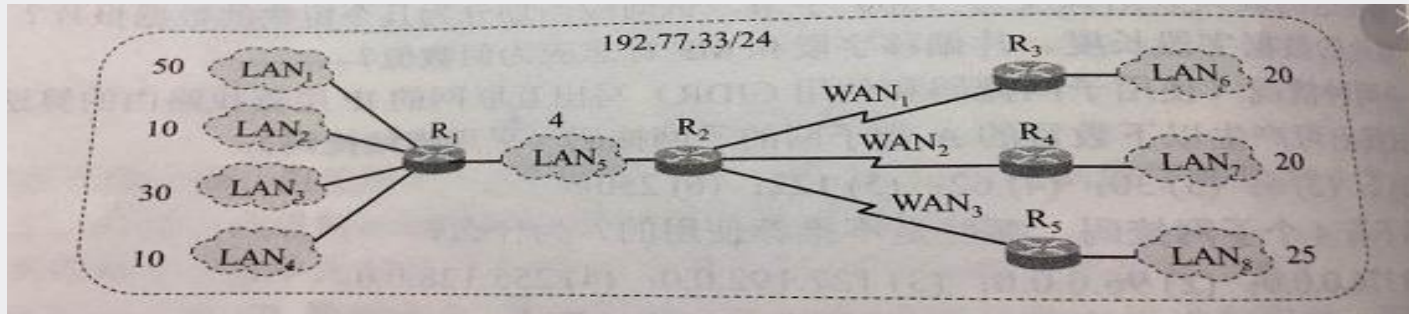 192.77.33/24
50 LAN₁
10 LAN₂
30 LAN₃
10 LAN₄
R₁
4
LAN₅
R₂
WAN₁
WAN₂
WAN₃
R₃
LAN₆ 20
R₄
LAN₇ 20
R₅
LAN₈ 25